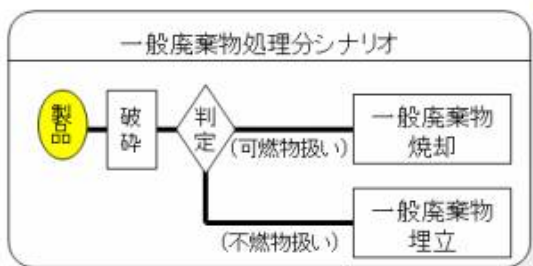 一般廃棄物処理分シナリオ
製品
破砕
判定
(可燃物扱い)
一般廃棄物
焼却
(不燃物扱い)
一般廃棄物
埋立